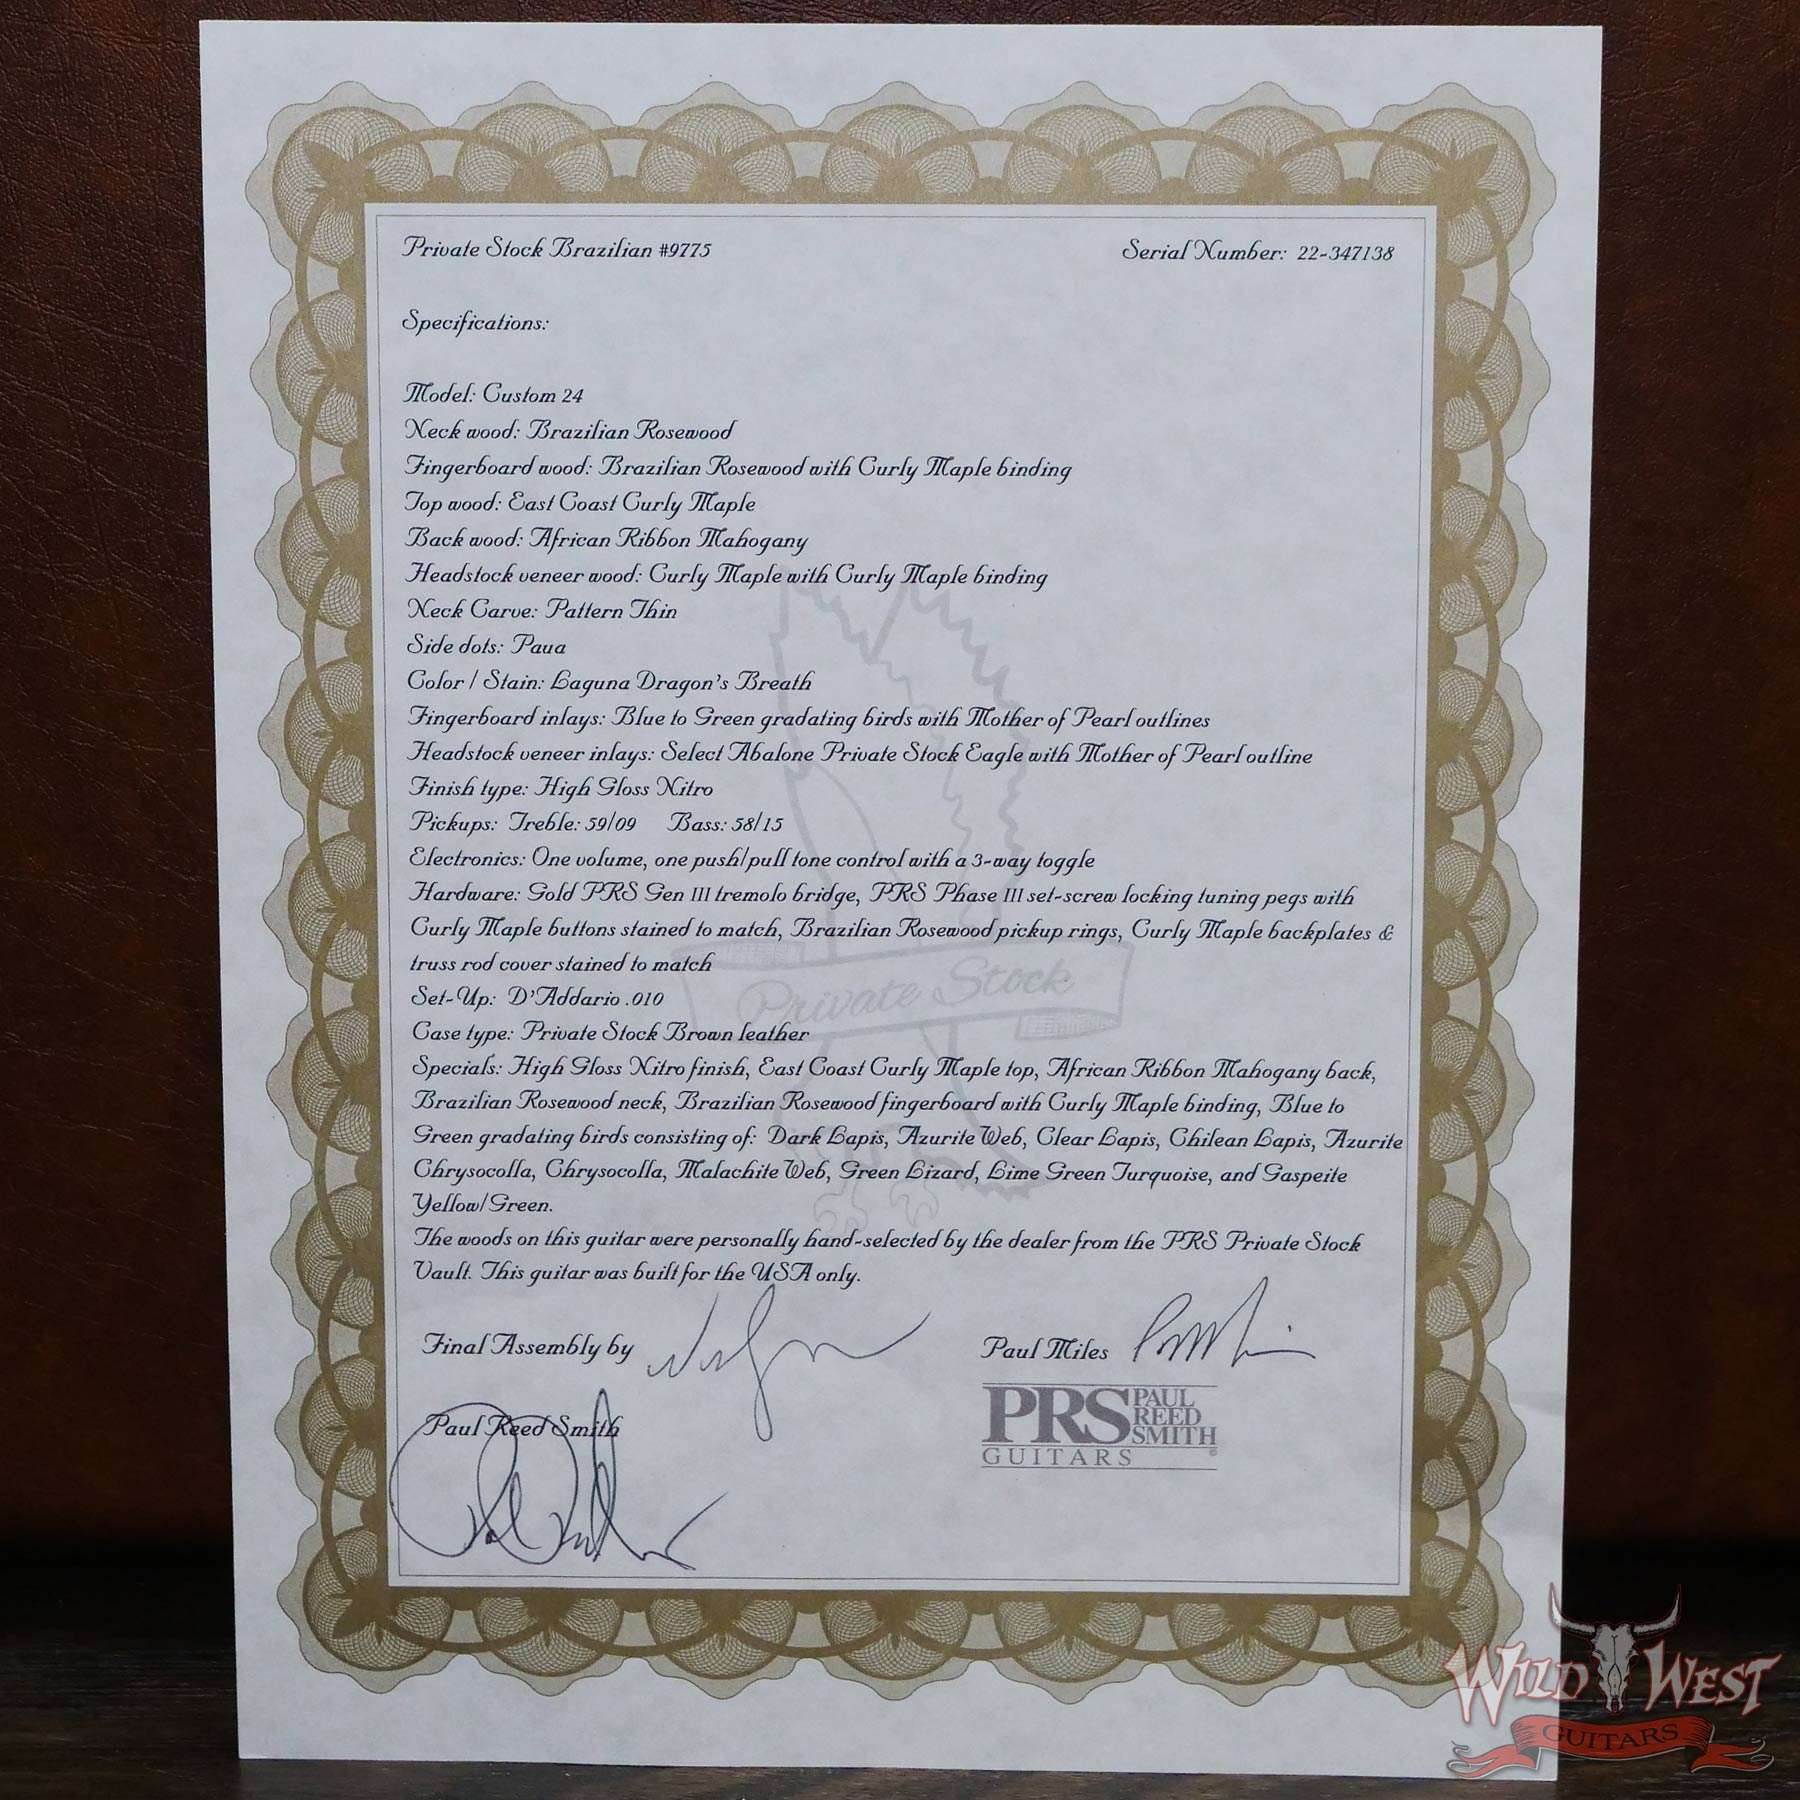 Private Stock Brazilian #9775
Serial Number: 22-347138
Specifications:
Model: Custom 24
Neck wood: Brazilian Rosewood
Fingerboard wood: Brazilian Rosewood with Curly Maple binding
Top wood: East Coast Curly Maple
Back wood: African Ribbon Mahogany
Headstock veneer wood: Curly Maple with Curly Maple binding
Neck Carve: Pattern Thin
Side dots: Paua
Color / Stain: Laguna Dragon's Breath
Fingerboard inlays: Blue to Green gradating birds with Mother of Pearl outlines
Headstock veneer inlays: Select Abalone Private Stock Eagle with Mother of Pearl outline
Finish type: High Gloss Nitro
Pickups: Treble: 59/09 Bass: 58/15
Electronics: One volume, one push/pull tone control with a 3-way toggle
Hardware: Gold PRS Gen III tremolo bridge, PRS Phase III set-screw locking tuning pegs with
Curly Maple buttons stained to match, Brazilian Rosewood pickup rings, Curly Maple backplates &
truss rod cover stained to match
Private Stock
Set-Up: D'Addario .010
Case type: Private Stock Brown leather
Specials: High Gloss Nitro finish, East Coast Curly Maple top, African Ribbon Mahogany back,
Brazilian Rosewood neck, Brazilian Rosewood fingerboard with Curly Maple binding, Blue to
Green gradating birds consisting of: Dark Lapis, Azurite Web, Clear Lapis, Chilean Lapis, Azurite
Chrysocolla, Chrysocolla, Malachite Web, Green Lizard, Lime Green Turquoise, and Gaspeite
Yellow/Green.
The woods on this guitar were personally hand-selected by the dealer from the PRS Private Stock
Vault. This guitar was built for the USA only.
Final Assembly by
Paul Miles
Paul Reed Smith
PRS PAUL REED SMITH
GUITARS
WILD WEST
GUITARS